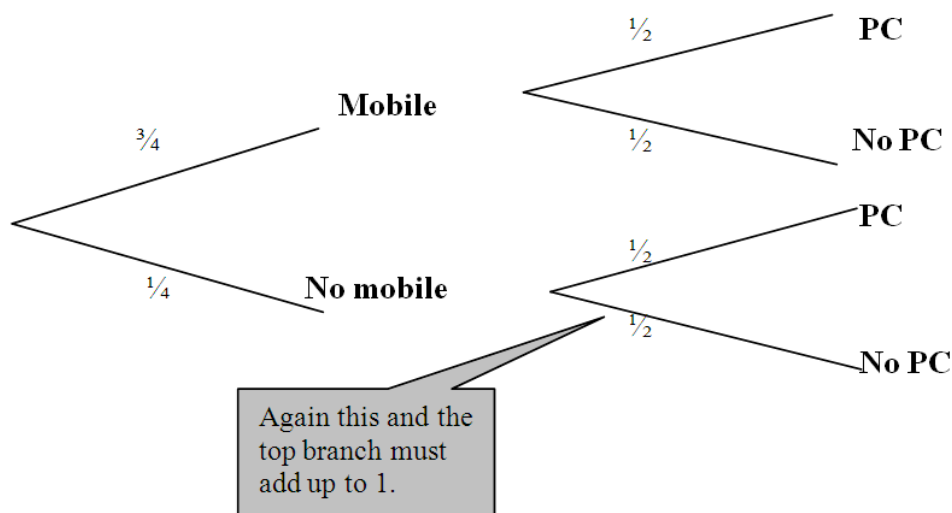 ½
PC
Mobile
¾
½
No PC
PC
½
¼
No mobile
½
No PC
Again this and the
top branch must
add up to 1.